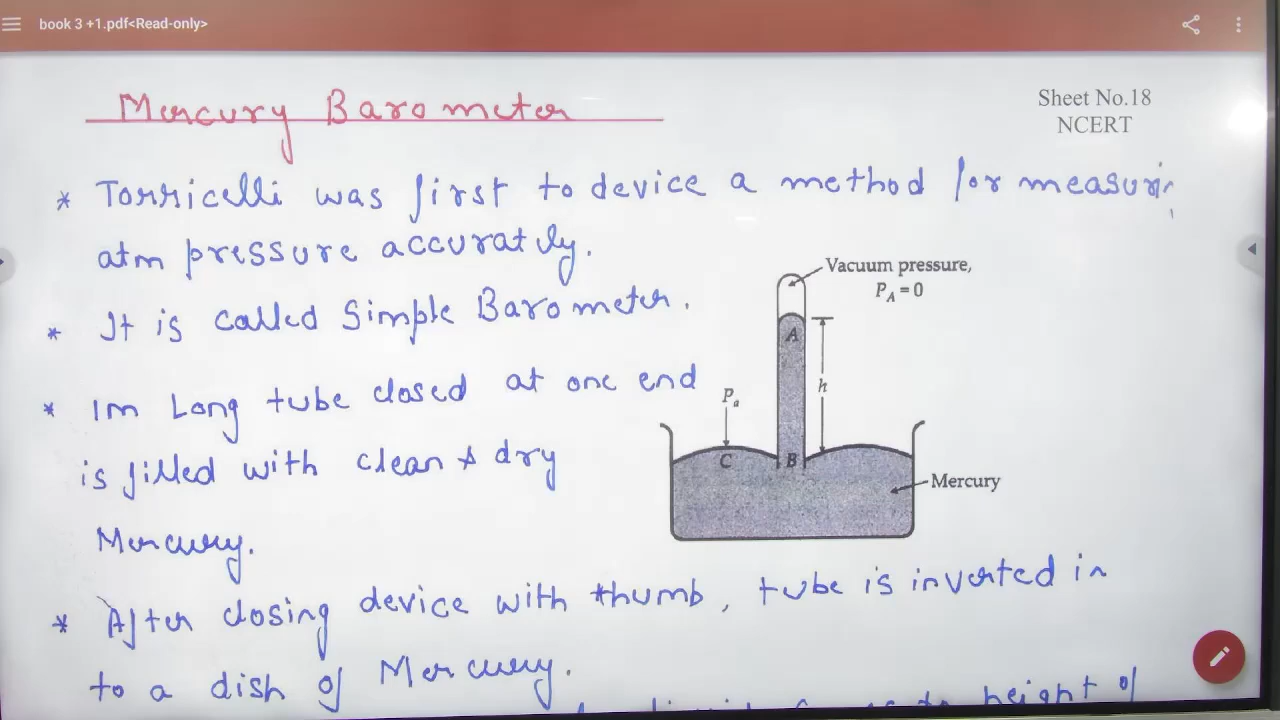 book 3 +1.pdf<Read-only>
Mercury Barometer
Sheet No.18
NCERT
* Torricelli was first to device a method for measuri
atm pressure accuratly.
* It is called Simple Barometer.
* 1m Long tube closed at one end
is filled with clean & dry
Mercury.
Vacuum pressure,
P_A = 0
A
h
P_a
C
B
Mercury
* After closing device with thumb, tube is inverted in
to a dish of Mercury.
to height of